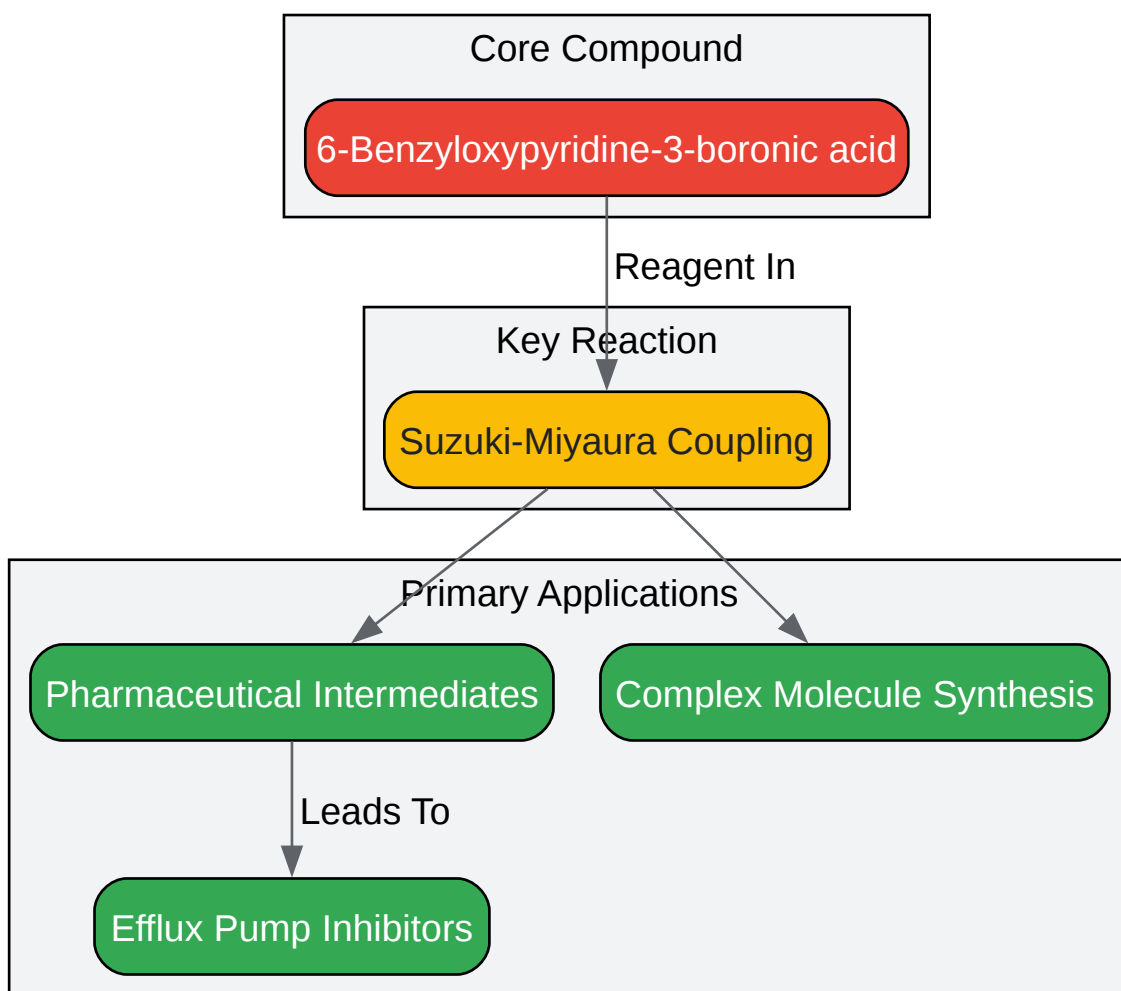 Core Compound
6-Benzyloxypyridine-3-boronic acid
Reagent In
Key Reaction
Suzuki-Miyaura Coupling
Primary Applications
Pharmaceutical Intermediates
Complex Molecule Synthesis
Leads To
Efflux Pump Inhibitors